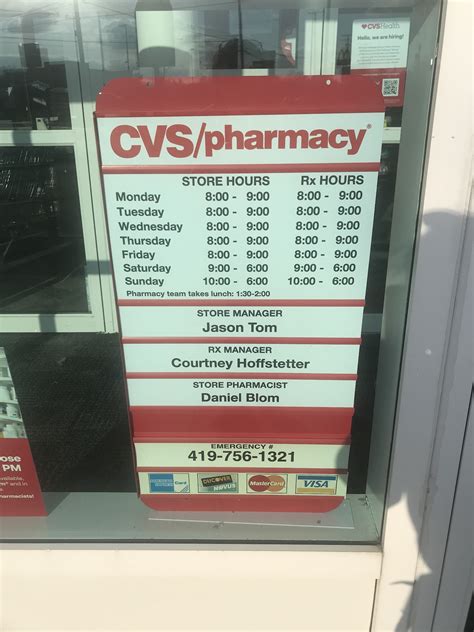 CVSHealth
Hello, we are hiring!
CVS/pharmacy®
STORE HOURS Rx HOURS
Monday 8:00 - 9:00 8:00 - 9:00
Tuesday 8:00 - 9:00 8:00 - 9:00
Wednesday 8:00 - 9:00 8:00 - 9:00
Thursday 8:00 - 9:00 8:00 - 9:00
Friday 8:00 - 9:00 8:00 - 9:00
Saturday 9:00 - 6:00 9:00 - 6:00
Sunday 10:00 - 6:00 10:00 - 6:00
Pharmacy team takes lunch: 1:30-2:00
STORE MANAGER
Jason Tom
RX MANAGER
Courtney Hoffstetter
STORE PHARMACIST
Daniel Blom
EMERGENCY #
419-756-1321
DISCOVER
NOVUS
MasterCard
VISA
PM